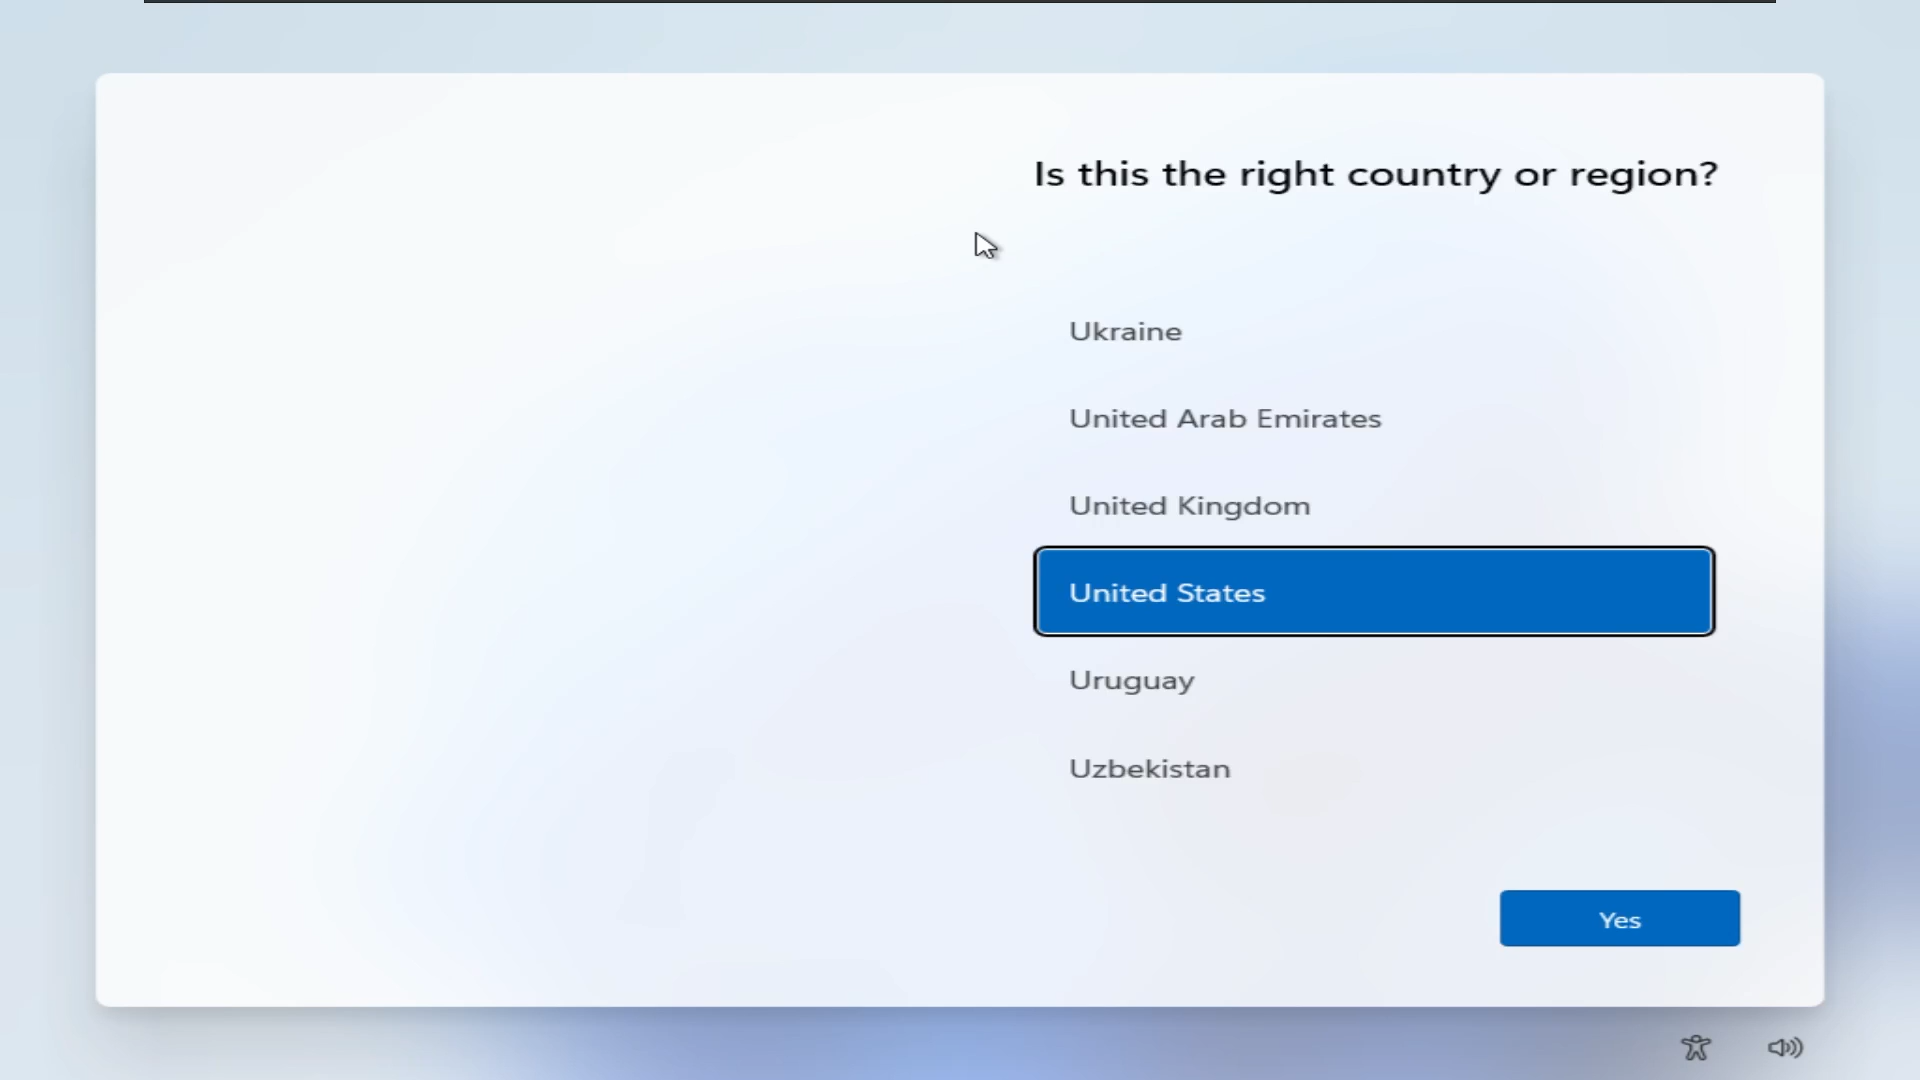 Is this the right country or region?
Ukraine
United Arab Emirates
United Kingdom
United States
Uruguay
Uzbekistan
Yes